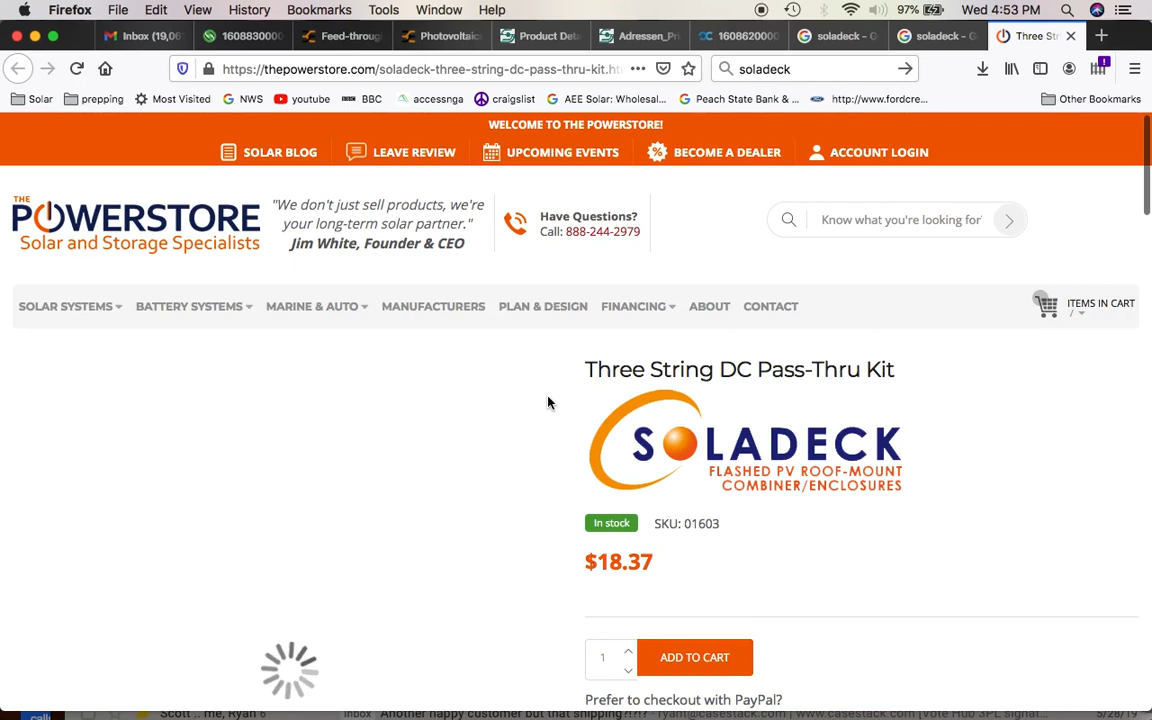 Firefox File Edit View History Bookmarks Tools Window Help 97% Wed 4:53 PM
Inbox (19,06 1608830000 Feed-throug Photovoltaic Product Deta Adressen_Pr 1608620000 soladeck - G soladeck - G Three Str
https://thepowerstore.com/soladeck-three-string-dc-pass-thru-kit.ht soladeck
Solar prepping Most Visited NWS youtube BBC accessnga craigslist AEE Solar: Wholesal... Peach State Bank & ... http://www.fordcre... Other Bookmarks
WELCOME TO THE POWERSTORE!
SOLAR BLOG LEAVE REVIEW UPCOMING EVENTS BECOME A DEALER ACCOUNT LOGIN
THE POWERSTORE
Solar and Storage Specialists
"We don't just sell products, we're
your long-term solar partner."
Jim White, Founder & CEO
Have Questions?
Call: 888-244-2979
Know what you're looking for
SOLAR SYSTEMS BATTERY SYSTEMS MARINE & AUTO MANUFACTURERS PLAN & DESIGN FINANCING ABOUT CONTACT
ITEMS IN CART
/
Three String DC Pass-Thru Kit
SOLADECK
FLASHED PV ROOF-MOUNT
COMBINER/ENCLOSURES
In stock SKU: 01603
$18.37
1 ADD TO CART
Prefer to checkout with PayPal?